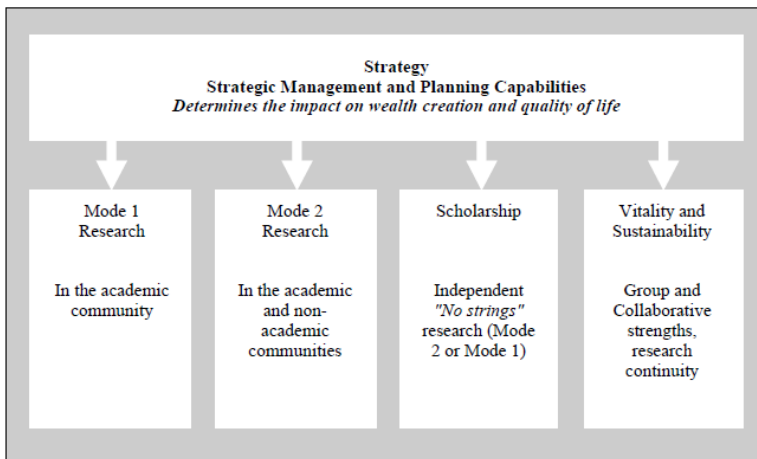 Strategy
Strategic Management and Planning Capabilities
Determines the impact on wealth creation and quality of life
Mode 1
Research
In the academic
community
Mode 2
Research
In the academic
and non-
academic
communities
Scholarship
Independent
"No strings"
research (Mode
2 or Mode 1)
Vitality and
Sustainability
Group and
Collaborative
strengths,
research
continuity